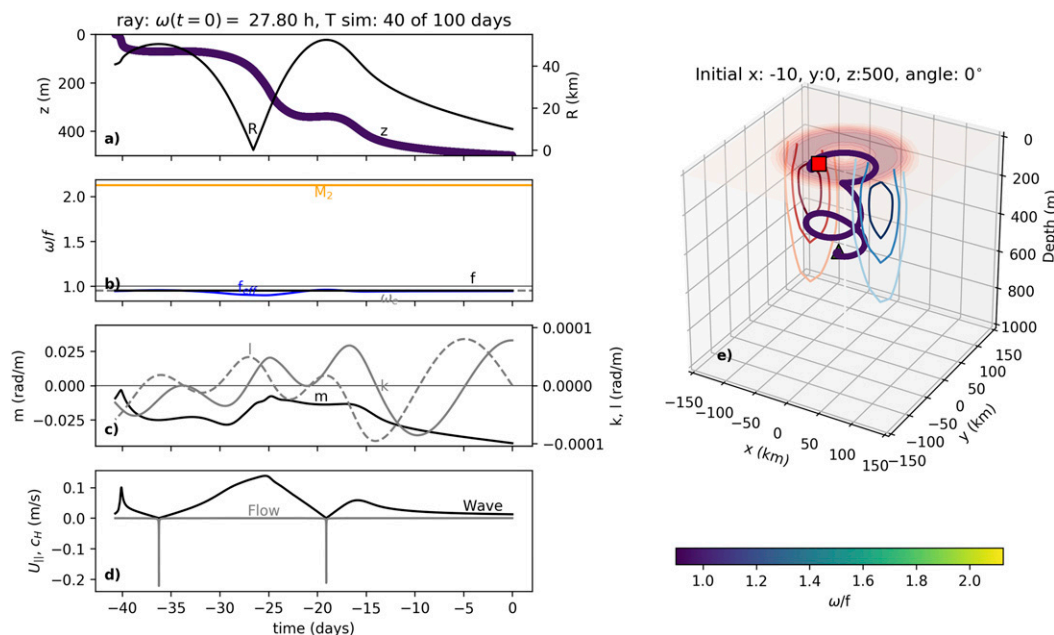 ray: ω(t=0)= 27.80 h, T sim: 40 of 100 days
0
200
400
z (m)
40
20
0
R (km)
R
z
a)
2.0
1.5
1.0
ω/f
M₂
f_eff
f
ω_c
b)
0.025
0.000
−0.025
m (rad/m)
0.0001
0.0000
−0.0001
k, l (rad/m)
l
k
m
c)
0.1
0.0
−0.1
−0.2
U_||, c_H (m/s)
Flow
Wave
d)
−40 −35 −30 −25 −20 −15 −10 −5 0
time (days)
Initial x: -10, y:0, z:500, angle: 0°
0
200
400
600
800
1000
Depth (m)
e)
−150 −100 −50 0 50 100 150
x (km)
−150 −100 −50 0 50 100 150
y (km)
1.0 1.2 1.4 1.6 1.8 2.0
ω/f